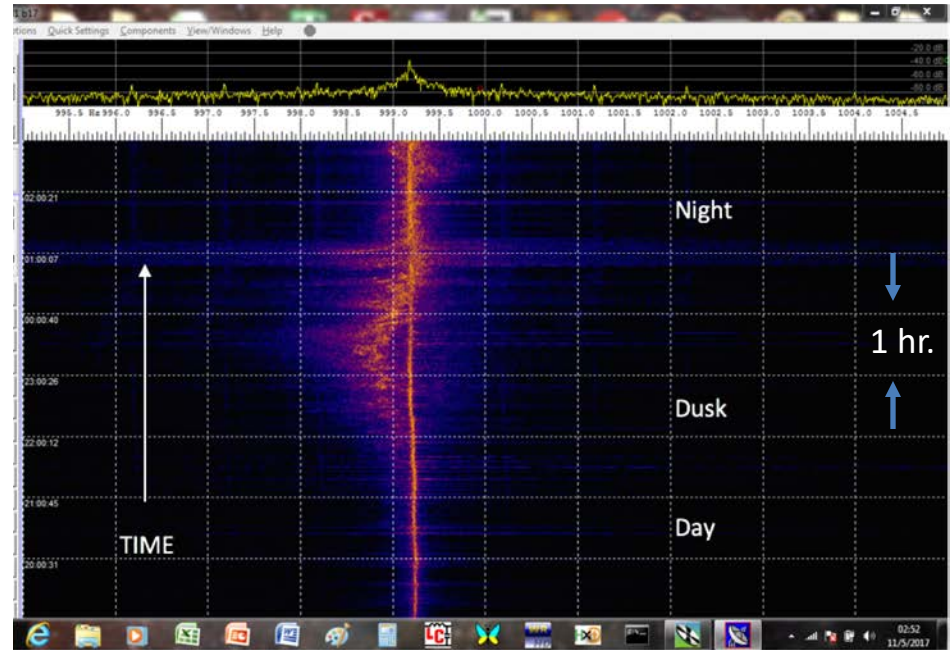 1 b17
tions Quick Settings Components View/Windows Help
-20.0 dB
-40.0 dB
-60.0 dB
-80.0 dB
995.5 Hz 996.0 996.5 997.0 997.5 998.0 998.5 999.0 999.5 1000.0 1000.5 1001.0 1001.5 1002.0 1002.5 1003.0 1003.5 1004.0 1004.5
02:00:21
Night
01:00:07
00:00:40
1 hr.
23:00:26
Dusk
22:00:12
21:00:45
Day
TIME
20:00:31
02:52
11/5/2017